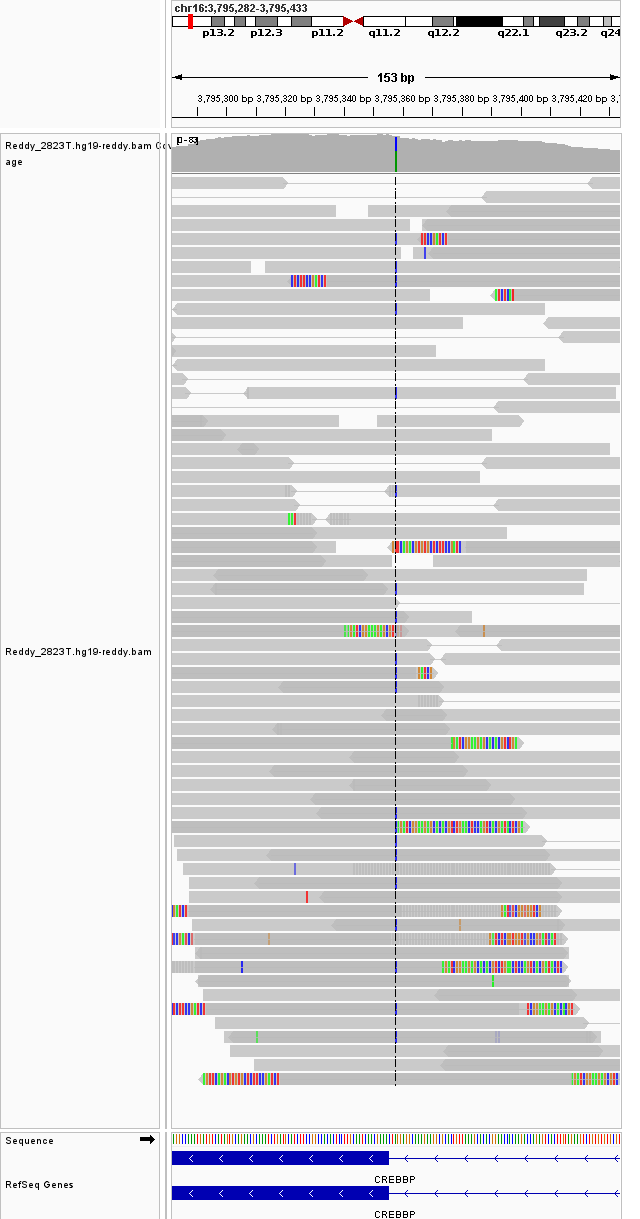 chr16:3,795,282-3,795,433
p13.2 p12.3 p11.2 q11.2 q12.2 q22.1 q23.2 q24
153 bp
3,795,300 bp 3,795,320 bp 3,795,340 bp 3,795,360 bp 3,795,380 bp 3,795,400 bp 3,795,420 bp 3,7
Reddy_2823T.hg19-reddy.bam Cov
age
Reddy_2823T.hg19-reddy.bam
Sequence
CREBBP
RefSeq Genes
CREBBP